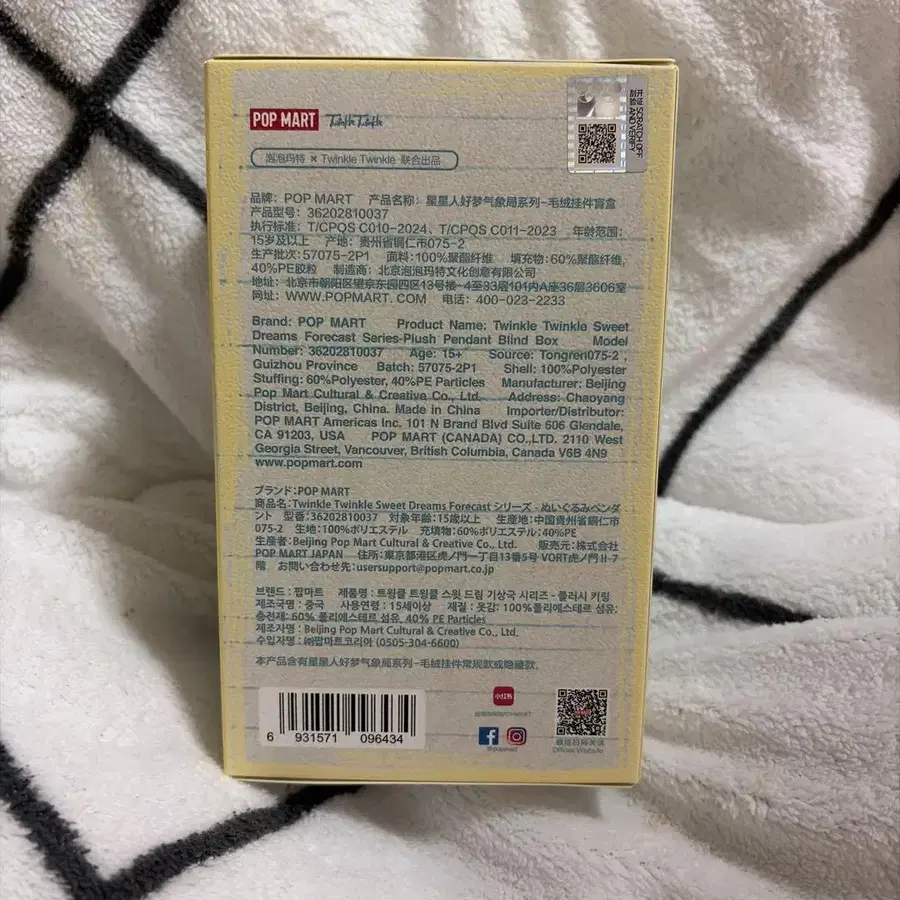 POP MART Twinkle Twinkle
开证 SCRATCH OFF
刮验 AND VERIFY
泡泡玛特 × Twinkle Twinkle 联合出品
品牌：POP MART 产品名称：星星人好梦气象局系列-毛绒挂件盲盒
产品型号：36202810037
执行标准：T/CPQS C010-2024、T/CPQS C011-2023 年龄范围：
15岁及以上 产地：贵州省铜仁市075-2
生产批次：57075-2P1 面料：100%聚酯纤维 填充物：60%聚酯纤维，
40%PE胶粒 制造商：北京泡泡玛特文化创意有限公司
地址：北京市朝阳区望京东园四区13号楼-4至33层101内A座36层3606室
网址：WWW.POPMART.COM 电话：400-023-2233
Brand: POP MART Product Name: Twinkle Twinkle Sweet
Dreams Forecast Series-Plush Pendant Blind Box Model
Number: 36202810037 Age: 15+ Source: Tongren075-2 ,
Guizhou Province Batch: 57075-2P1 Shell: 100%Polyester
Stuffing: 60%Polyester, 40%PE Particles Manufacturer: Beijing
Pop Mart Cultural & Creative Co., Ltd. Address: Chaoyang
District, Beijing, China. Made in China Importer/Distributor:
POP MART Americas Inc. 101 N Brand Blvd Suite 606 Glendale,
CA 91203, USA POP MART (CANADA) CO.,LTD. 2110 West
Georgia Street, Vancouver, British Columbia, Canada V6B 4N9
www.popmart.com
ブランド：POP MART
商品名：Twinkle Twinkle Sweet Dreams Forecast シリーズ - ぬいぐるみペンダ
ント 型番：36202810037 対象年齢：15歳以上 生産地：中国貴州省銅仁市
075-2 生地：100%ポリエステル 充填物：60%ポリエステル；40%PE
生産者：Beijing Pop Mart Cultural & Creative Co., Ltd. 販売元：株式会社
POP MART JAPAN 住所：東京都港区虎ノ門一丁目13番5号 VORT虎ノ門 II-7
階 お問い合わせ先：usersupport@popmart.co.jp
브랜드 : 팝마트 제품명 : 트윙클 트윙클 스윗 드림 기상국 시리즈 - 플러시 키링
제조국명 : 중국 사용연령 : 15세이상 재질 : 옷감: 100%폴리에스테르 섬유;
충전재: 60% 폴리에스테르 섬유, 40% PE Particles
제조자명 : Beijing Pop Mart Cultural & Creative Co., Ltd.
수입자명 : ㈜팝마트코리아 (0505-304-6600)
本产品含有星星人好梦气象局系列-毛绒挂件常规款或隐藏款.
6 931571 096434
小红书
@popmart
Official Website